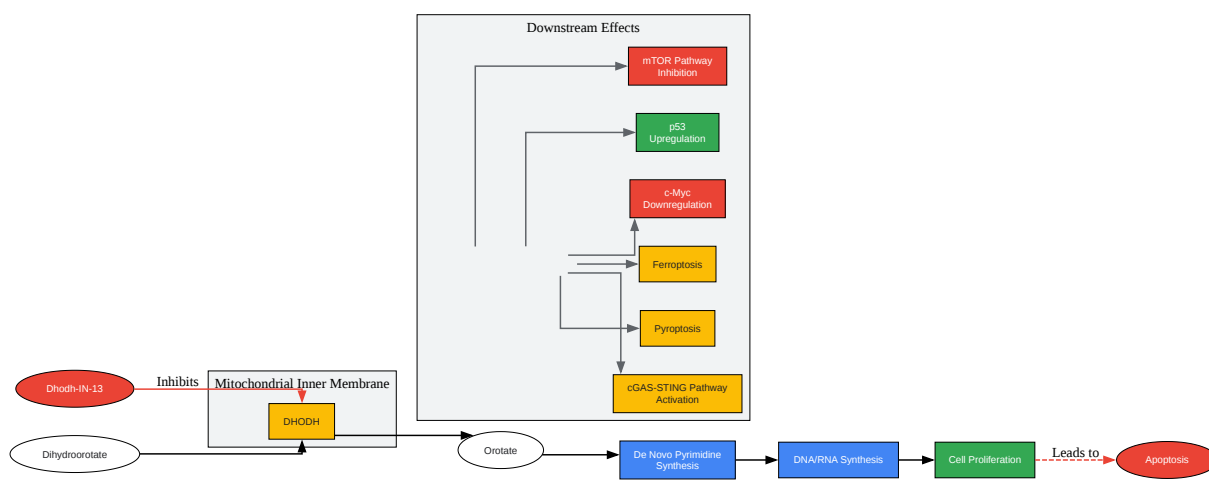 Downstream Effects
mTOR Pathway
Inhibition
p53
Upregulation
c-Myc
Downregulation
Ferroptosis
Pyroptosis
cGAS-STING Pathway
Activation
Dhodh-IN-13
Inhibits
Mitochondrial Inner Membrane
DHODH
Dihydroorotate
Orotate
De Novo Pyrimidine
Synthesis
DNA/RNA Synthesis
Cell Proliferation
Leads to
Apoptosis